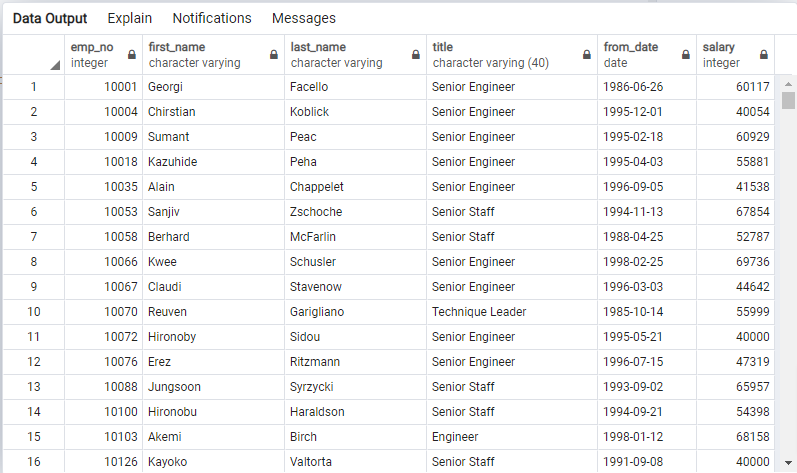 Data Output Explain Notifications Messages
emp_no first_name last_name title from_date salary
integer character varying character varying character varying (40) date integer
1 10001 Georgi Facello Senior Engineer 1986-06-26 60117
2 10004 Chirstian Koblick Senior Engineer 1995-12-01 40054
3 10009 Sumant Peac Senior Engineer 1995-02-18 60929
4 10018 Kazuhide Peha Senior Engineer 1995-04-03 55881
5 10035 Alain Chappelet Senior Engineer 1996-09-05 41538
6 10053 Sanjiv Zschoche Senior Staff 1994-11-13 67854
7 10058 Berhard McFarlin Senior Staff 1988-04-25 52787
8 10066 Kwee Schusler Senior Engineer 1998-02-25 69736
9 10067 Claudi Stavenow Senior Engineer 1996-03-03 44642
10 10070 Reuven Garigliano Technique Leader 1985-10-14 55999
11 10072 Hironoby Sidou Senior Engineer 1995-05-21 40000
12 10076 Erez Ritzmann Senior Engineer 1996-07-15 47319
13 10088 Jungsoon Syrzycki Senior Staff 1993-09-02 65957
14 10100 Hironobu Haraldson Senior Staff 1994-09-21 54398
15 10103 Akemi Birch Engineer 1998-01-12 68158
16 10126 Kayoko Valtorta Senior Staff 1991-09-08 40000